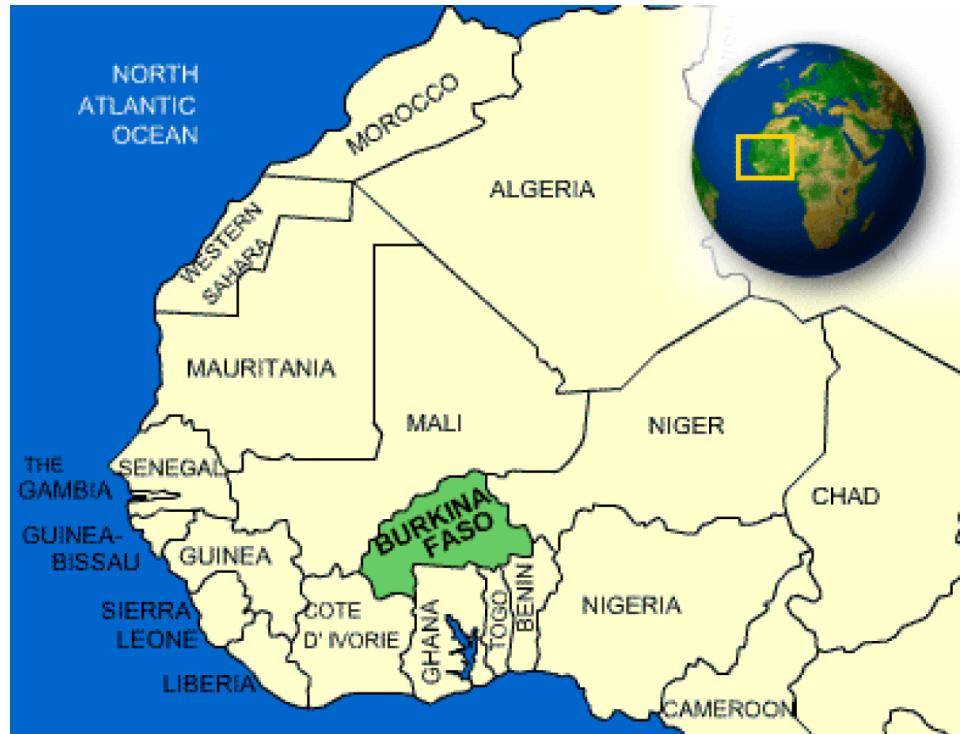 NORTH
ATLANTIC
OCEAN
MOROCCO
ALGERIA
WESTERN
SAHARA
MAURITANIA
MALI
NIGER
CHAD
THE
GAMBIA
SENEGAL
GUINEA-
BISSAU
GUINEA
BURKINA
FASO
SIERRA
LEONE
LIBERIA
COTE
D' IVORIE
GHANA
TOGO
BENIN
NIGERIA
CAMEROON